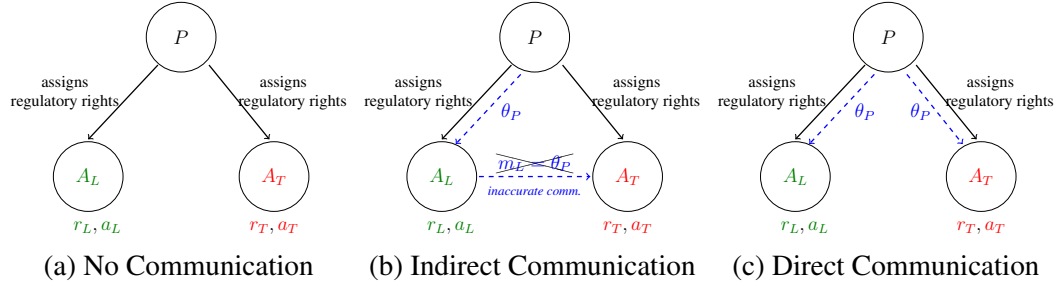 P
assigns
regulatory rights
assigns
regulatory rights
A_L
A_T
r_L, a_L
r_T, a_T
(a) No Communication
P
assigns
regulatory rights
assigns
regulatory rights
θ_P
m_L = θ_P
A_L
inaccurate comm.
A_T
r_L, a_L
r_T, a_T
(b) Indirect Communication
P
assigns
regulatory rights
assigns
regulatory rights
θ_P
θ_P
A_L
A_T
r_L, a_L
r_T, a_T
(c) Direct Communication